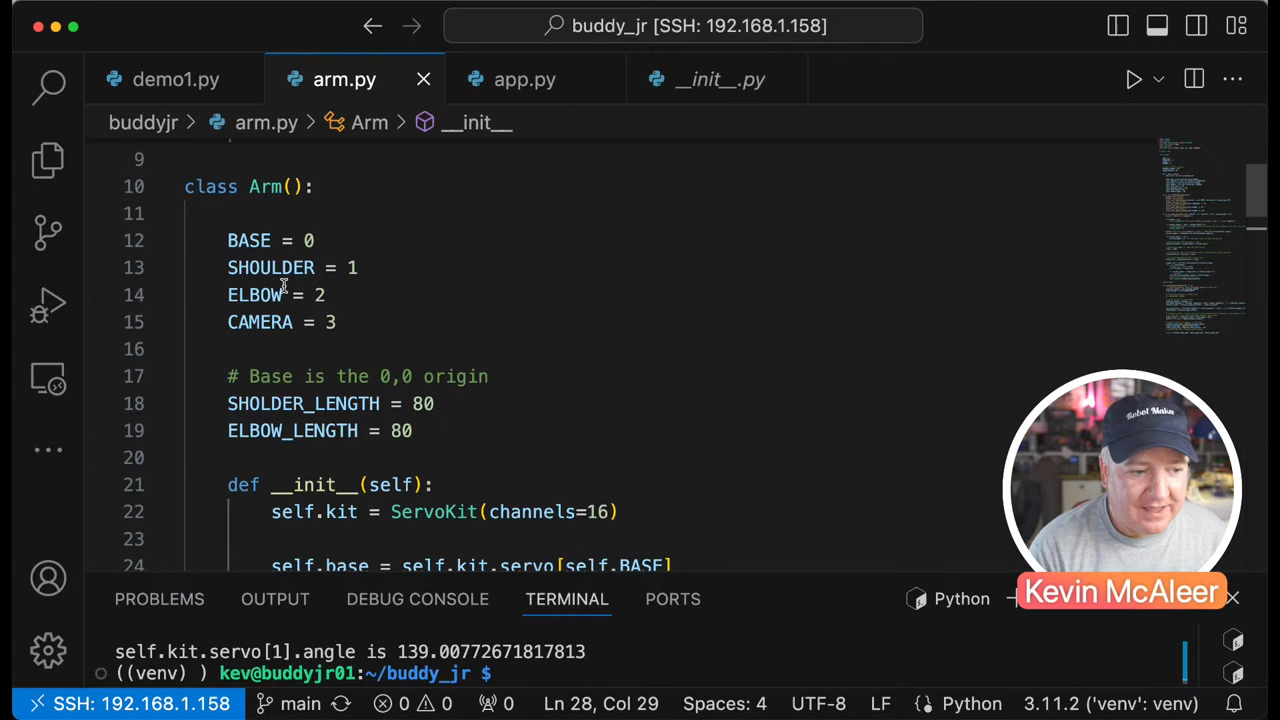 buddy_jr [SSH: 192.168.1.158]
demo1.py
arm.py
app.py
__init__.py
buddyjr > arm.py > Arm > __init__
9
10 class Arm():
11
12 BASE = 0
13 SHOULDER = 1
14 ELBOW = 2
15 CAMERA = 3
16
17 # Base is the 0,0 origin
18 SHOLDER_LENGTH = 80
19 ELBOW_LENGTH = 80
20
21 def __init__(self):
22 self.kit = ServoKit(channels=16)
23
24 self.base = self.kit.servo[self.BASE]
Robot Maker
Kevin McAleer
PROBLEMS OUTPUT DEBUG CONSOLE TERMINAL PORTS Python
self.kit.servo[1].angle is 139.00772671817813
((venv) ) kev@buddyjr01:~/buddy_jr $
SSH: 192.168.1.158 main 0 0 0 Ln 28, Col 29 Spaces: 4 UTF-8 LF Python 3.11.2 ('venv': venv)